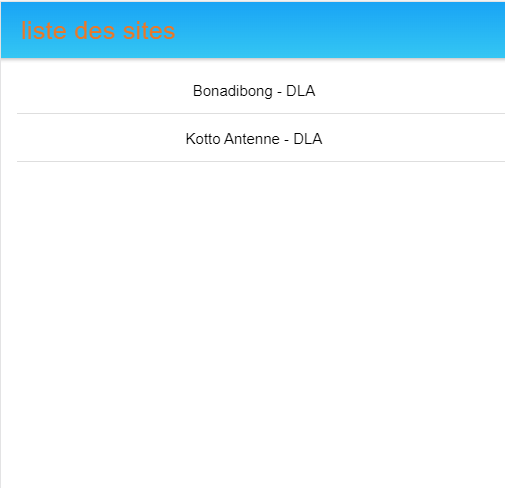 liste des sites
Bonadibong - DLA
Kotto Antenne - DLA